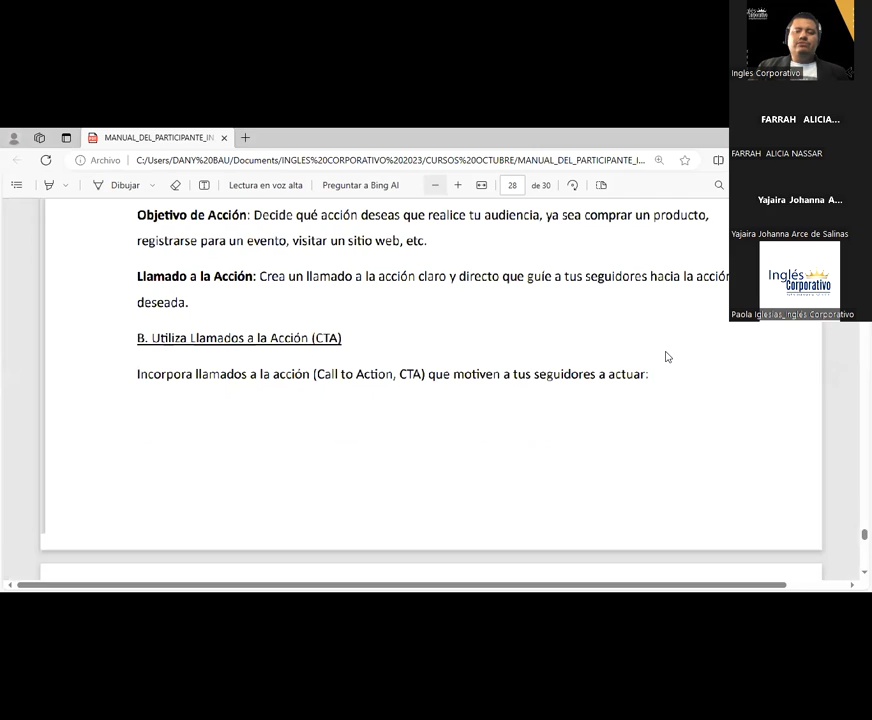 Inglés Corporativo
Inglés Corporativo
FARRAH ALICIA...
FARRAH ALICIA NASSAR
Yajaira Johanna A...
Yajaira Johanna Arce de Salinas
Inglés
Corporativo
Paola Iglesias_Inglés Corporativo
MANUAL_DEL_PARTICIPANTE_IN
Archivo C:/Users/DANY%20BAU/Documents/INGLES%20CORPORATIVO%202023/CURSOS%20OCTUBRE/MANUAL_DEL_PARTICIPANTE_I...
Dibujar Lectura en voz alta Preguntar a Bing AI 28 de 30
Objetivo de Acción: Decide qué acción deseas que realice tu audiencia, ya sea comprar un producto,
registrarse para un evento, visitar un sitio web, etc.
Llamado a la Acción: Crea un llamado a la acción claro y directo que guíe a tus seguidores hacia la acción
deseada.
B. Utiliza Llamados a la Acción (CTA)
Incorpora llamados a la acción (Call to Action, CTA) que motiven a tus seguidores a actuar: